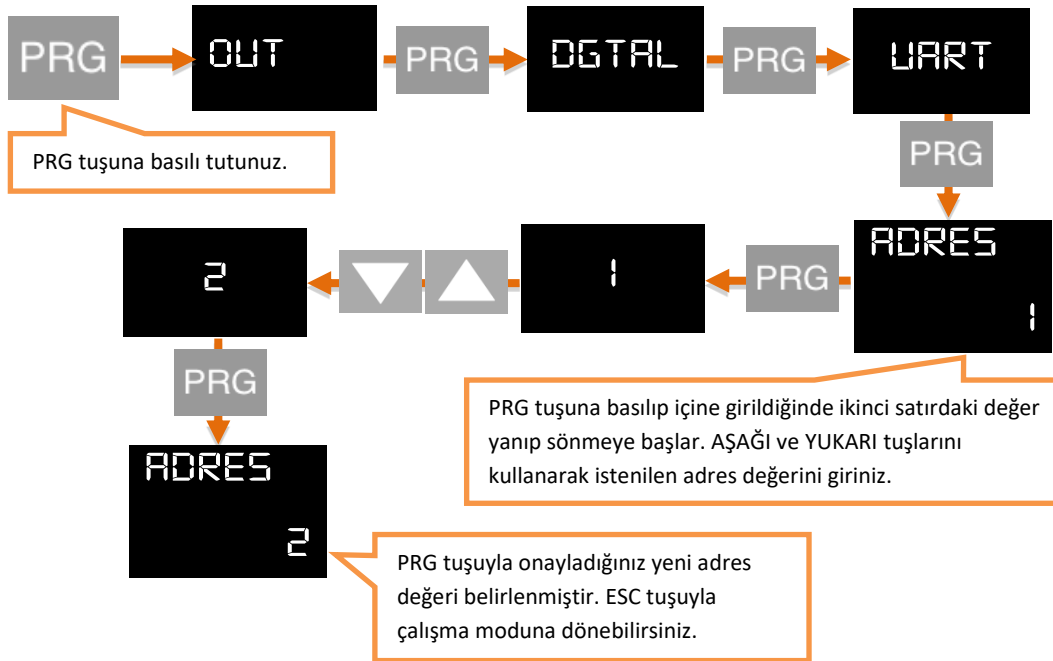 PRG
OUT
PRG
DGTAL
PRG
UART
PRG tuşuna basılı tutunuz.
PRG
ADRES
1
PRG
1
2
PRG tuşuna basılıp içine girildiğinde ikinci satırdaki değer
yanıp sönmeye başlar. AŞAĞI ve YUKARI tuşlarını
kullanarak istenilen adres değerini giriniz.
PRG
ADRES
2
PRG tuşuyla onayladığınız yeni adres
değeri belirlenmiştir. ESC tuşuyla
çalışma moduna dönebilirsiniz.